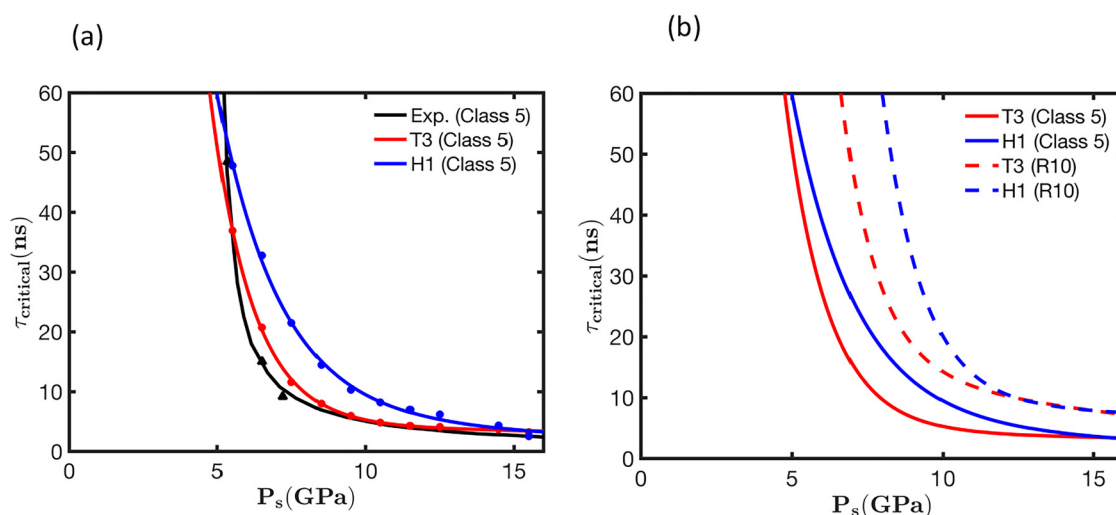 (a)
60
50
40
30
20
10
0
τcritical(ns)
0
5
10
15
Ps(GPa)
Exp. (Class 5)
T3 (Class 5)
H1 (Class 5)
(b)
60
50
40
30
20
10
0
τcritical(ns)
0
5
10
15
Ps(GPa)
T3 (Class 5)
H1 (Class 5)
T3 (R10)
H1 (R10)